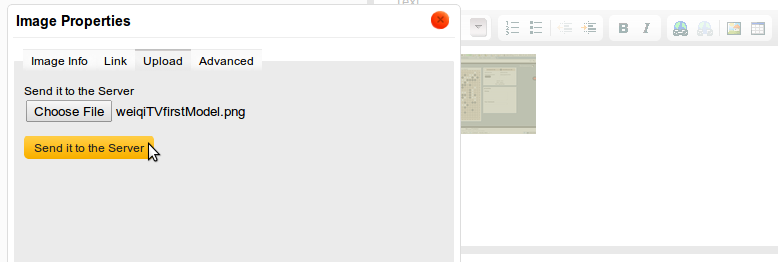 Text
Image Properties
Image Info Link Upload Advanced
Send it to the Server
Choose File weiqiTVfirstModel.png
Send it to the Server
B I